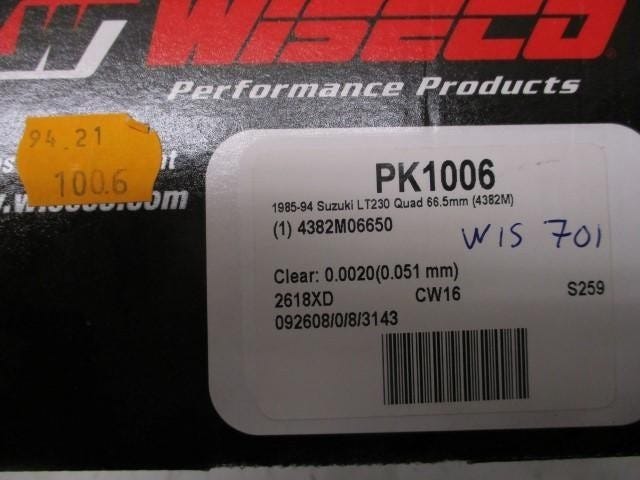 W WISECO®
Performance Products
94.21
100.6
.com
PK1006
1985-94 Suzuki LT230 Quad 66.5mm (4382M)
(1) 4382M06650
WIS 701
Clear: 0.0020(0.051 mm)
2618XD CW16 S259
092608/0/8/3143